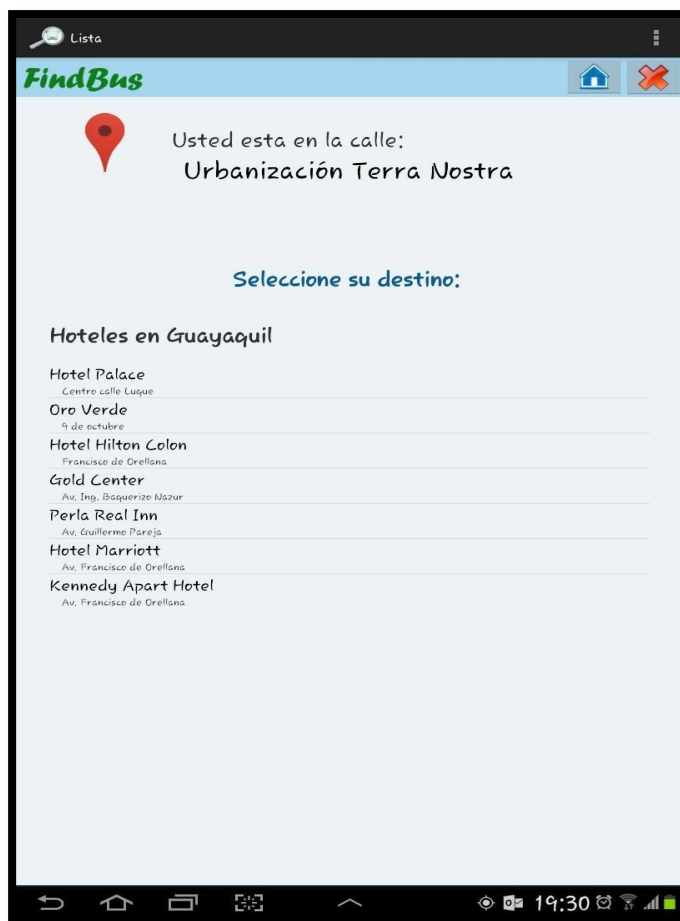 Lista
FindBus
Usted esta en la calle:
Urbanización Terra Nostra
Seleccione su destino:
Hoteles en Guayaquil
Hotel Palace
Centro calle Luque
Oro Verde
9 de octubre
Hotel Hilton Colon
Francisco de Orellana
Gold Center
Av. Ing. Baquerizo Nazur
Perla Real Inn
Av. Guillermo Pareja
Hotel Marriott
Av. Francisco de Orellana
Kennedy Apart Hotel
Av. Francisco de Orellana
19:30